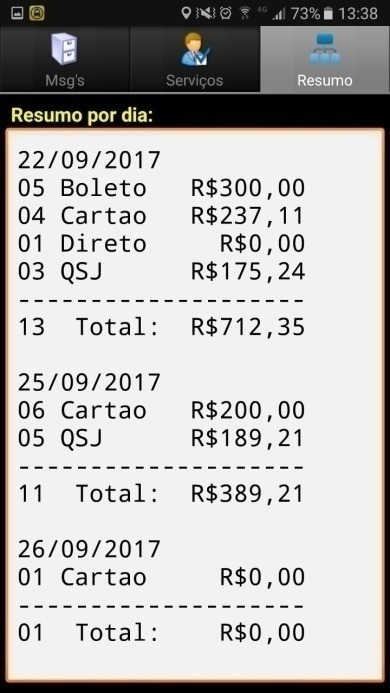 4G 73% 13:38
Msg's Serviços Resumo
Resumo por dia:
22/09/2017
05 Boleto R$300,00
04 Cartao R$237,11
01 Direto R$0,00
03 QSJ R$175,24
--------------------
13 Total: R$712,35
25/09/2017
06 Cartao R$200,00
05 QSJ R$189,21
--------------------
11 Total: R$389,21
26/09/2017
01 Cartao R$0,00
--------------------
01 Total: R$0,00